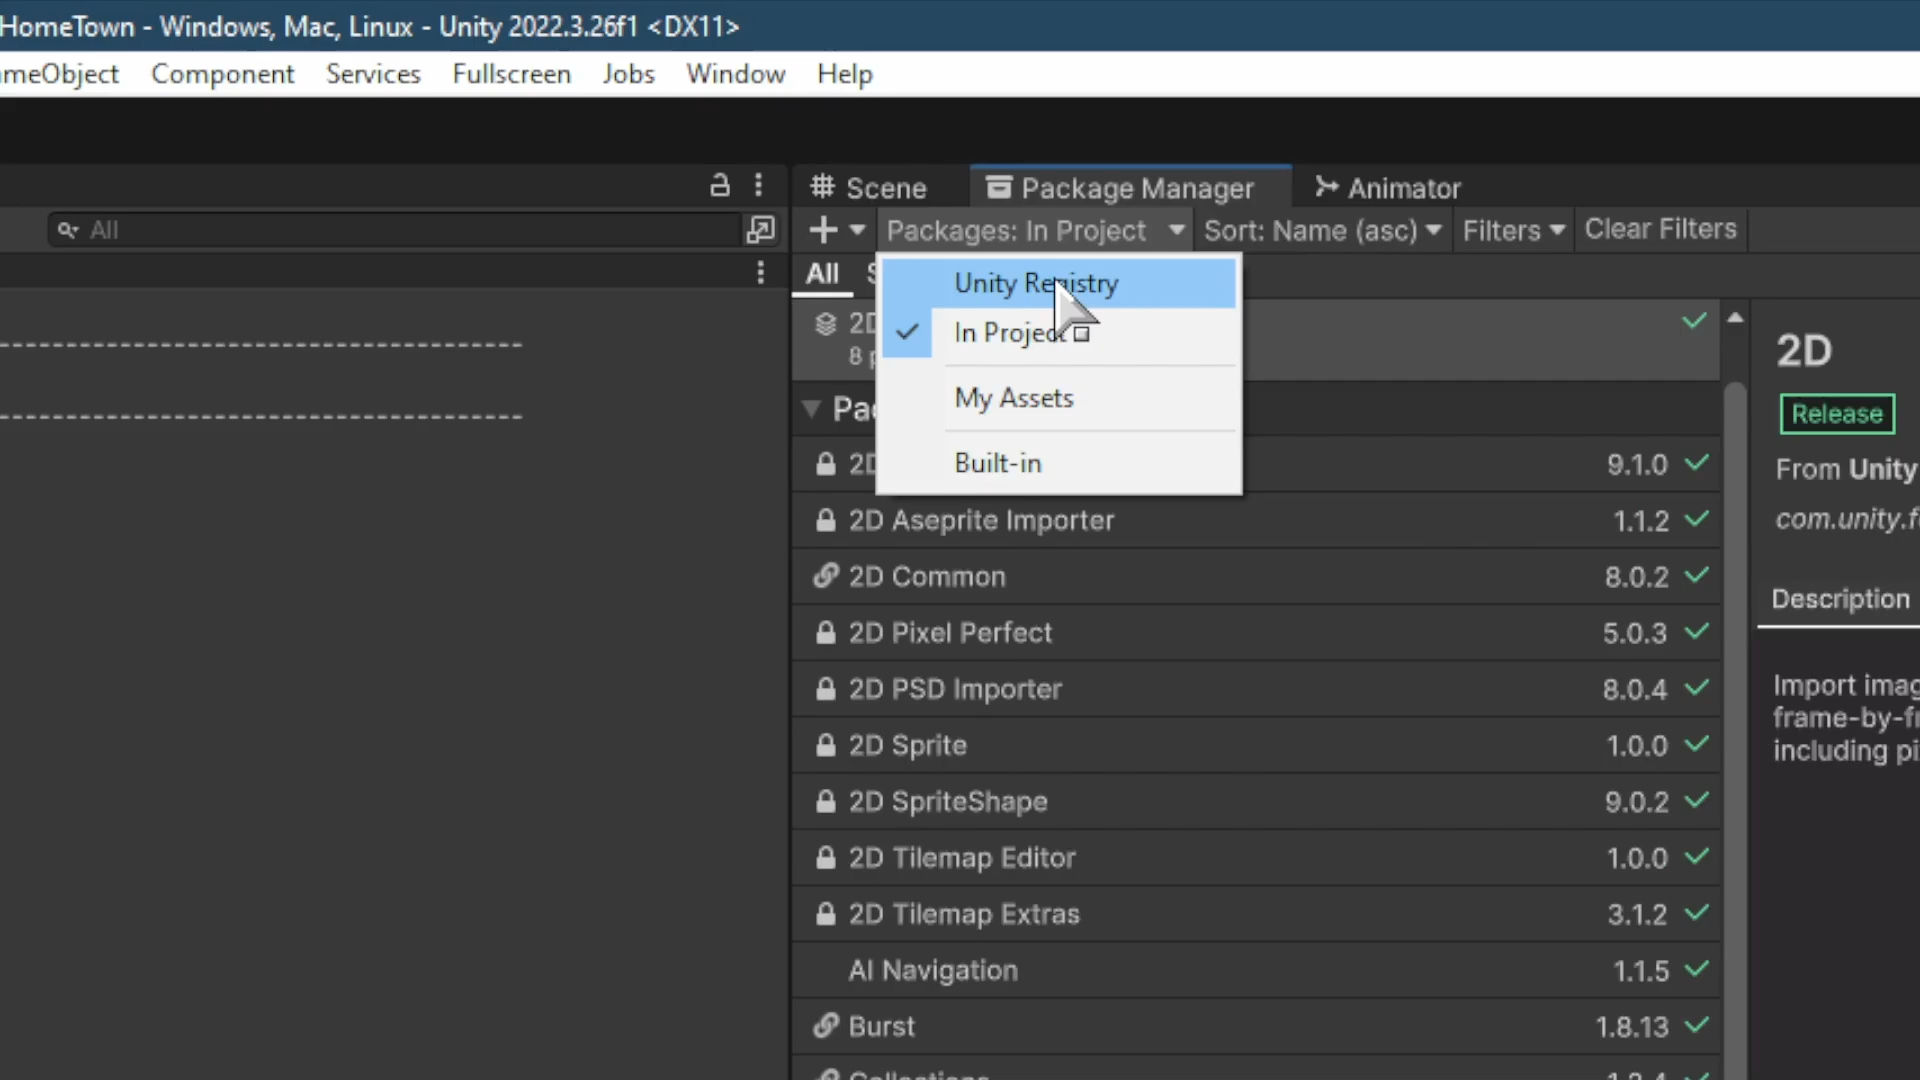 HomeTown - Windows, Mac, Linux - Unity 2022.3.26f1 <DX11>
meObject Component Services Fullscreen Jobs Window Help
Scene Package Manager Animator
All
+ Packages: In Project Sort: Name (asc) Filters Clear Filters
All
Unity Registry
In Project
My Assets
Built-in
2D
8
2D
Release
From Unity
com.unity.f
Description
Import imag
frame-by-f
including pi
2D 9.1.0
2D Aseprite Importer 1.1.2
2D Common 8.0.2
2D Pixel Perfect 5.0.3
2D PSD Importer 8.0.4
2D Sprite 1.0.0
2D SpriteShape 9.0.2
2D Tilemap Editor 1.0.0
2D Tilemap Extras 3.1.2
AI Navigation 1.1.5
Burst 1.8.13